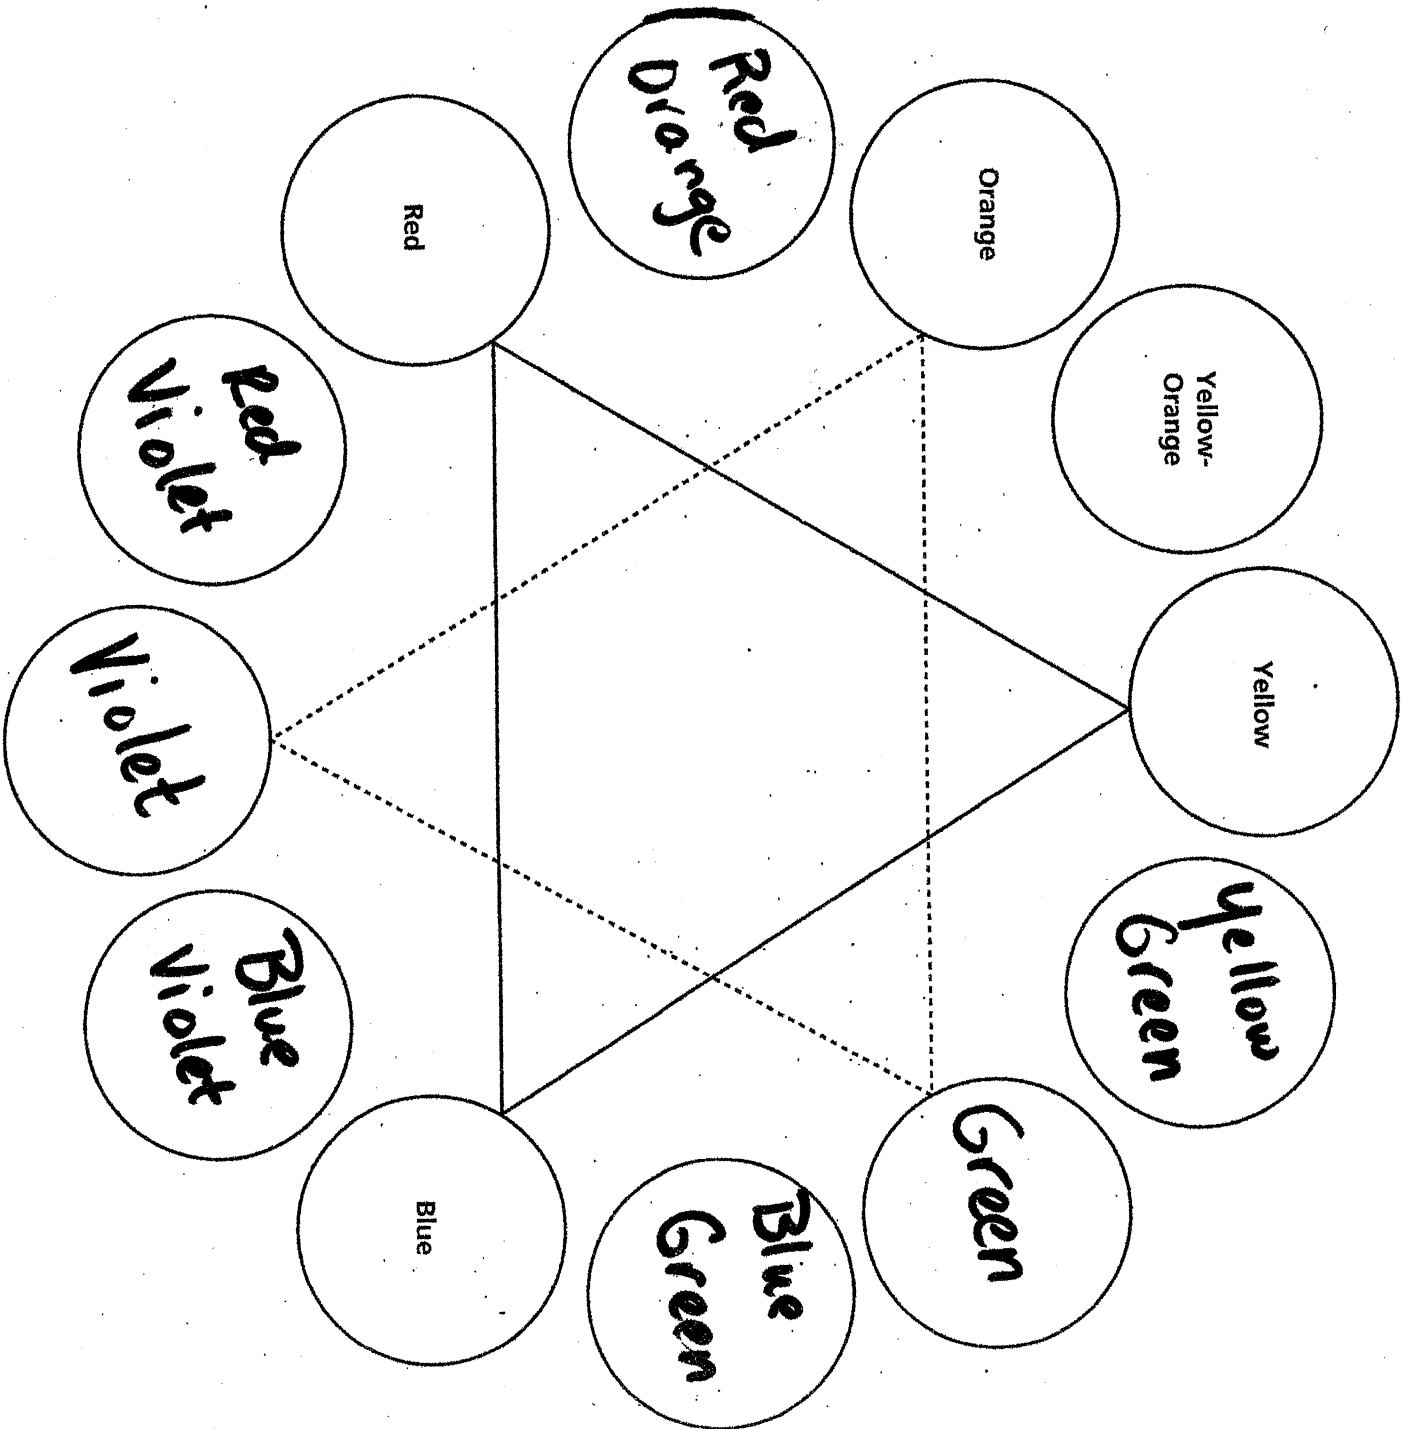 Yellow
Yellow-
Orange
Yellow
Green
Orange
Green
Red
Orange
Blue
Green
Red
Blue
Red
Violet
Blue
Violet
Violet